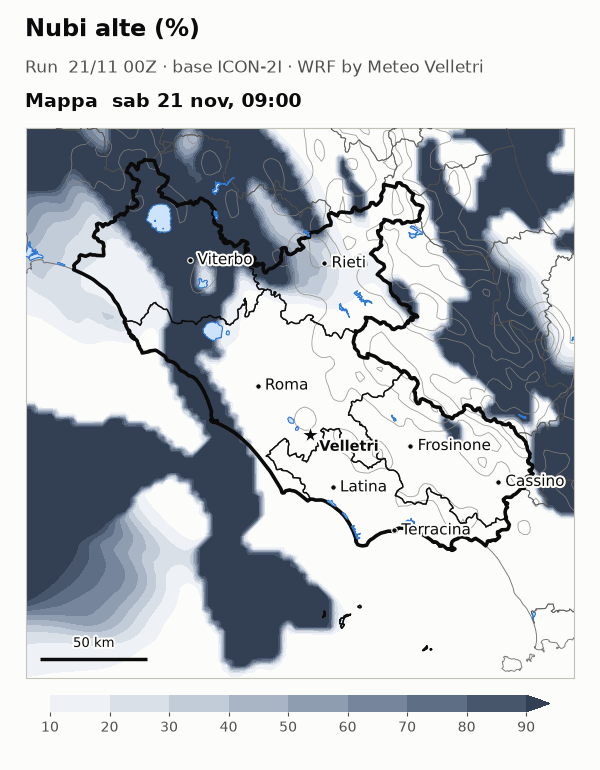 Nubi alte (%)
Run  21/11 00Z · base ICON-2I · WRF by Meteo Velletri
Mappa  sab 21 nov, 09:00
Viterbo
Rieti
Roma
Velletri
Frosinone
Cassino
Latina
Terracina
50 km
10 20 30 40 50 60 70 80 90